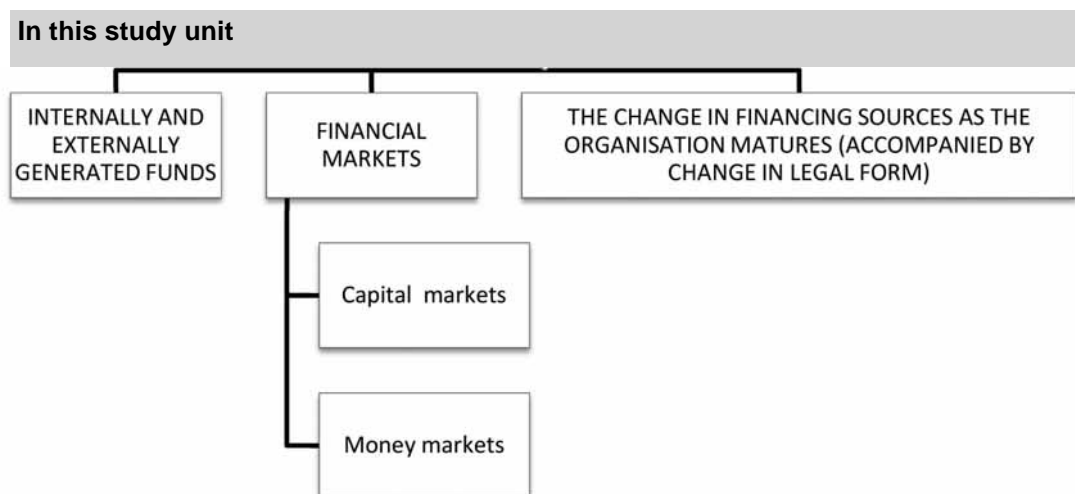 In this study unit
INTERNALLY AND
EXTERNALLY
GENERATED FUNDS
FINANCIAL
MARKETS
THE CHANGE IN FINANCING SOURCES AS THE
ORGANISATION MATURES (ACCOMPANIED BY
CHANGE IN LEGAL FORM)
Capital markets
Money markets